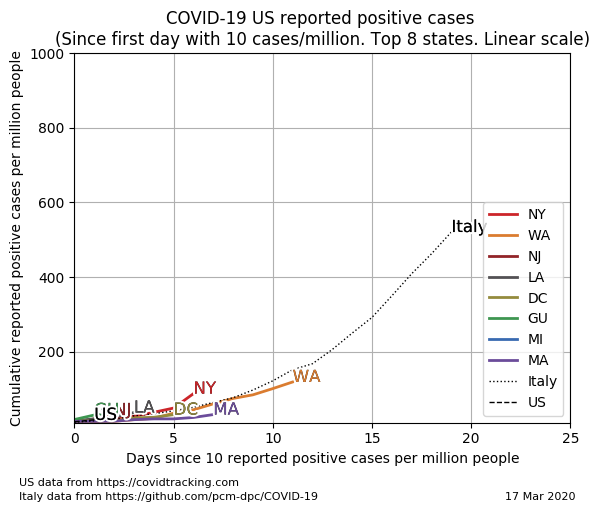 COVID-19 US reported positive cases
(Since first day with 10 cases/million. Top 8 states. Linear scale)
Cumulative reported positive cases per million people
1000
800
600
400
200
Italy
NY
WA
NJ
LA
DC
GU
MI
MA
Italy
US
WA
NY
LA
NJ
US
DC
MA
0
5
10
15
20
25
Days since 10 reported positive cases per million people
US data from https://covidtracking.com
Italy data from https://github.com/pcm-dpc/COVID-19
17 Mar 2020